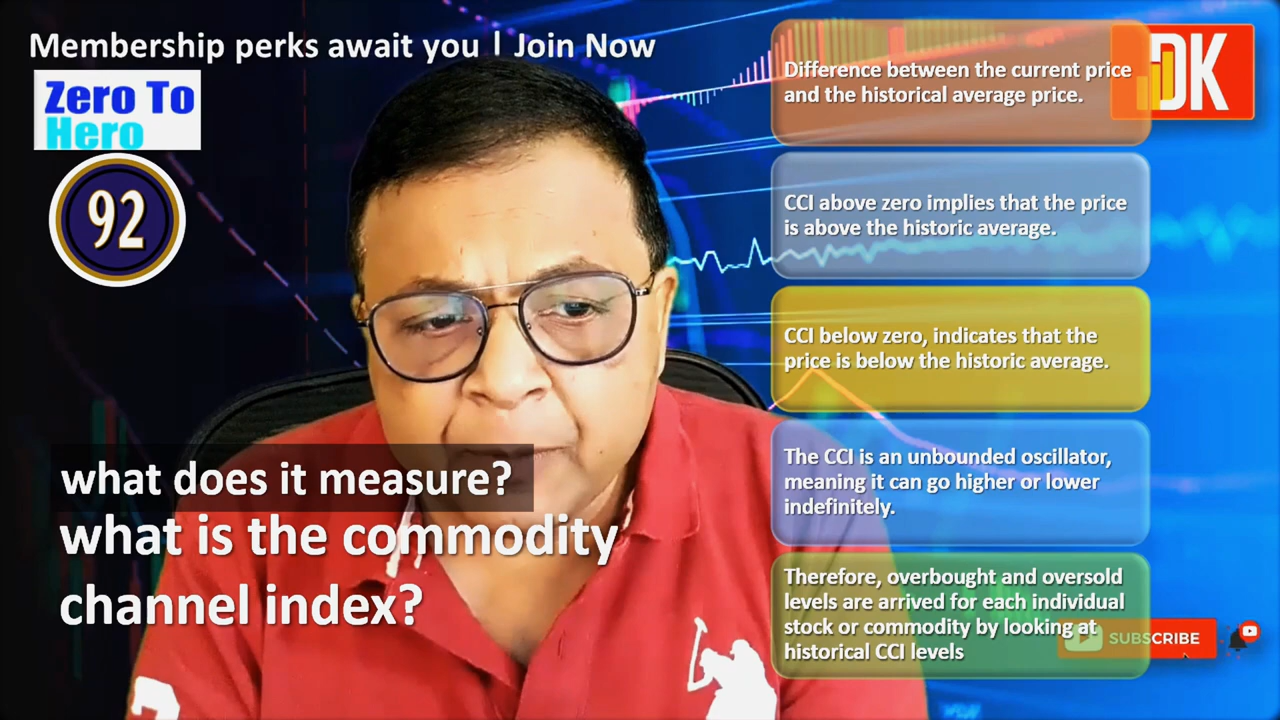 Membership perks await you | Join Now
Zero To
Hero
92
what does it measure?
what is the commodity
channel index?
Difference between the current price
and the historical average price.
DK
CCI above zero implies that the price
is above the historic average.
CCI below zero, indicates that the
price is below the historic average.
The CCI is an unbounded oscillator,
meaning it can go higher or lower
indefinitely.
Therefore, overbought and oversold
levels are arrived for each individual
stock or commodity by looking at
historical CCI levels
SUBSCRIBE